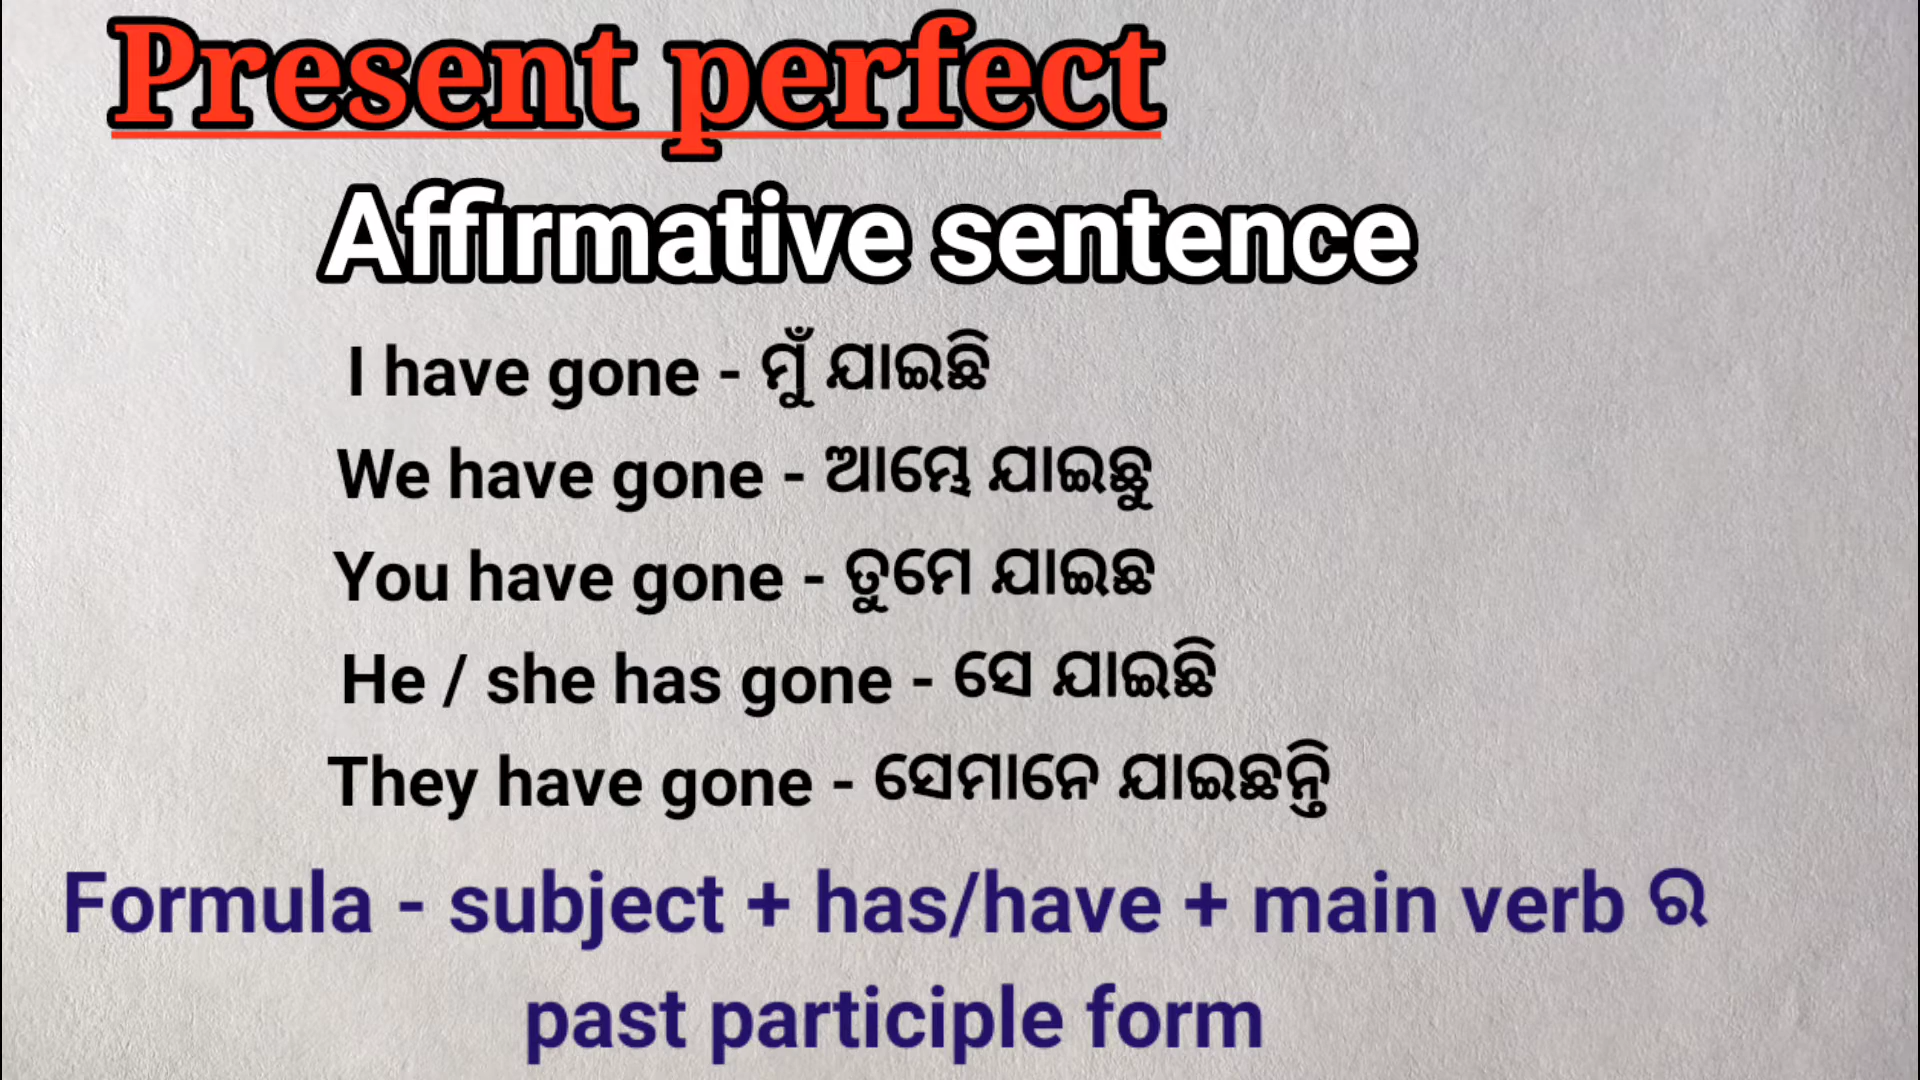 Present perfect
Affirmative sentence
I have gone - ମୁଁ ଯାଇଛି
We have gone - ଆମ୍ଭେ ଯାଇଛୁ
You have gone - ତୁମେ ଯାଇଛ
He / she has gone - ସେ ଯାଇଛି
They have gone - ସେମାନେ ଯାଇଛନ୍ତି
Formula - subject + has/have + main verb ର
past participle form